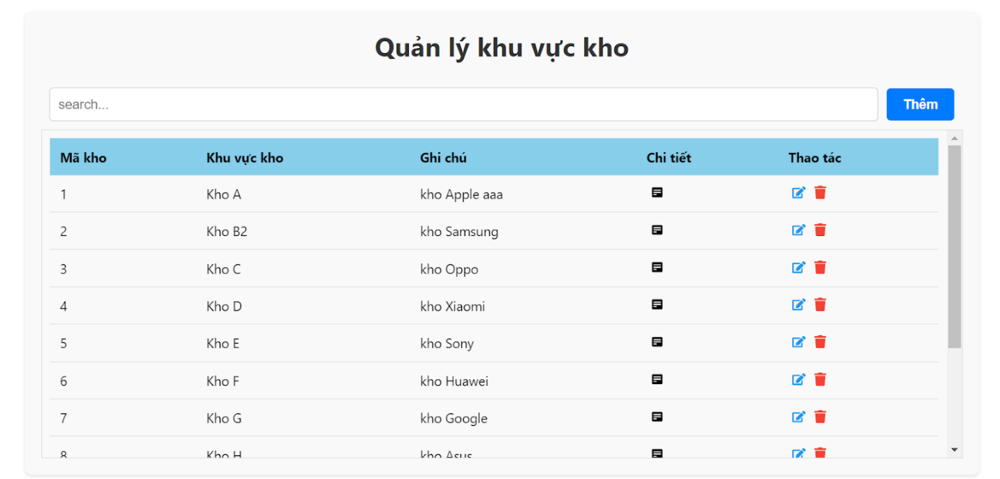 Quản lý khu vực kho
search...
Thêm
Mã kho Khu vực kho Ghi chú Chi tiết Thao tác
1 Kho A kho Apple aaa
2 Kho B2 kho Samsung
3 Kho C kho Oppo
4 Kho D kho Xiaomi
5 Kho E kho Sony
6 Kho F kho Huawei
7 Kho G kho Google
8 Kho H kho Asus